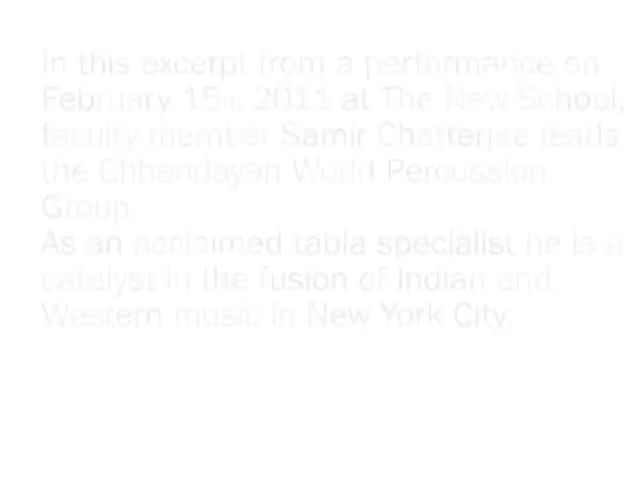 In this excerpt from a performance on
February 15th 2011 at The New School,
faculty member Samir Chatterjee leads
the Chhandayan World Percussion
Group.
As an acclaimed tabla specialist he is a
catalyst in the fusion of Indian and
Western music in New York City.